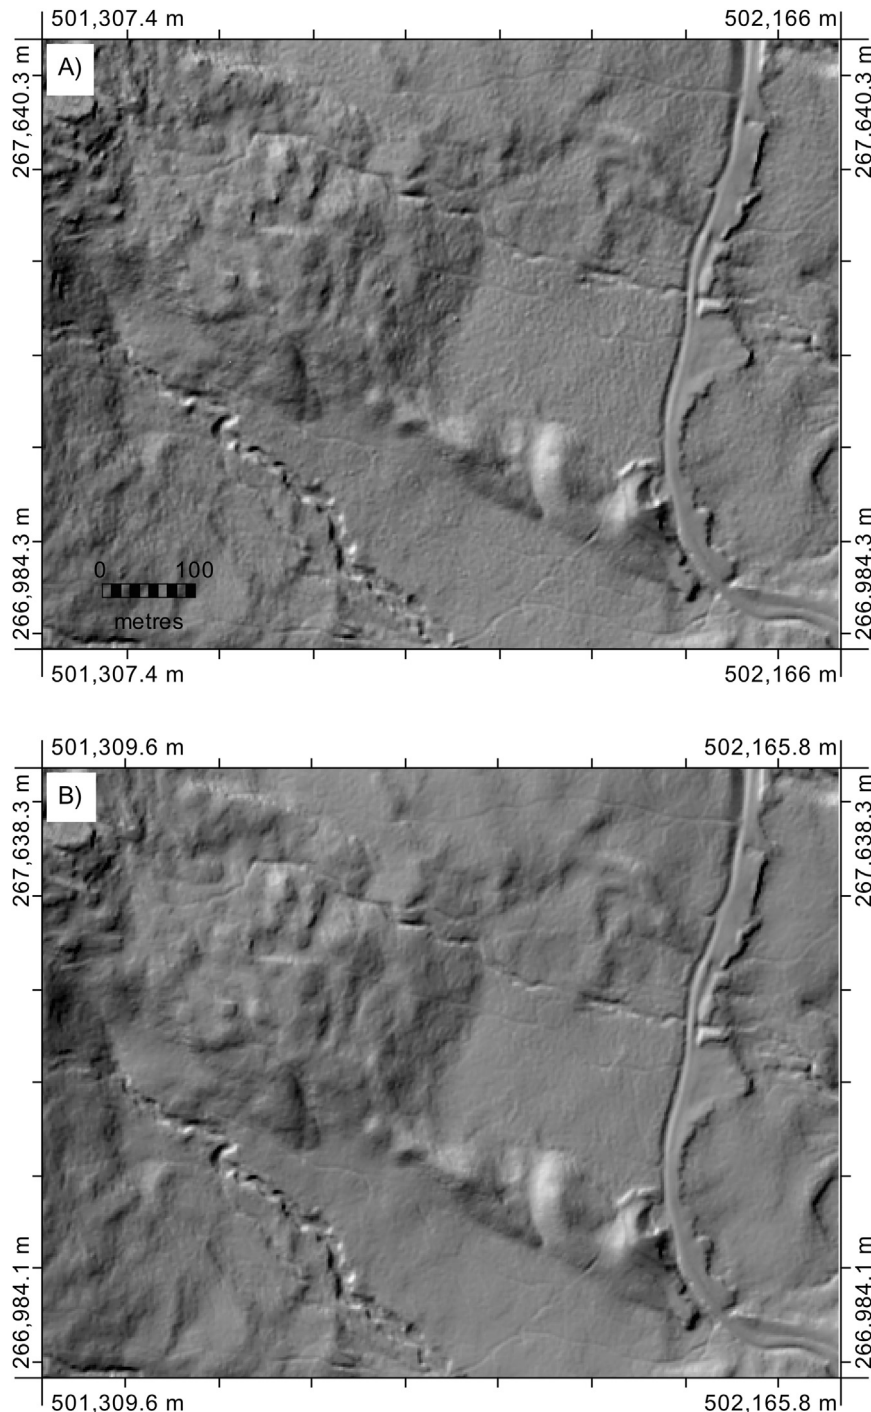 501,307.4 m
502,166 m
A)
267,640.3 m
267,640.3 m
266,984.3 m
266,984.3 m
0
100
metres
501,307.4 m
502,166 m
501,309.6 m
502,165.8 m
B)
267,638.3 m
267,638.3 m
266,984.1 m
266,984.1 m
501,309.6 m
502,165.8 m